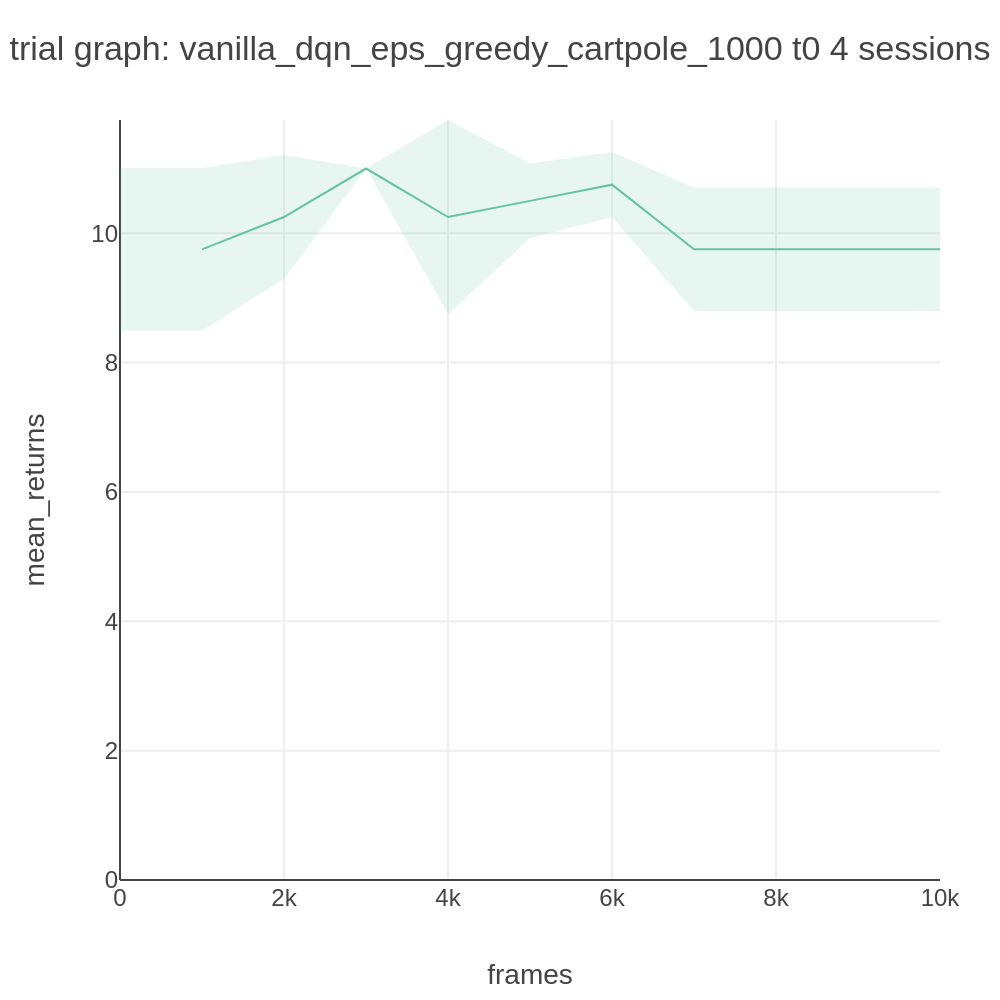 trial graph: vanilla_dqn_eps_greedy_cartpole_1000 t0 4 sessions
10
8
6
4
2
0
mean_returns
0 2k 4k 6k 8k 10k
frames